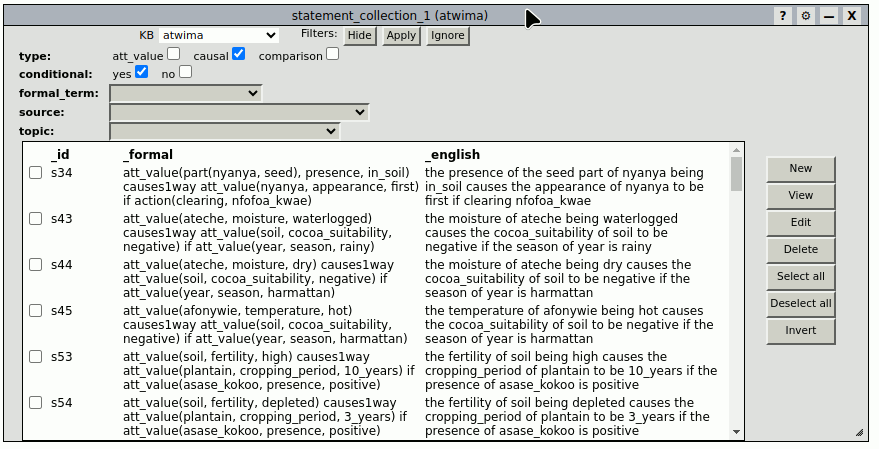 statement_collection_1 (atwima)
? ⚙ — X
KB atwima Filters: Hide Apply Ignore
type: att_value causal comparison
conditional: yes no
formal_term:
source:
topic:
_id _formal _english
s34 att_value(part(nyanya, seed), presence, in_soil) the presence of the seed part of nyanya being
causes1way att_value(nyanya, appearance, first) in_soil causes the appearance of nyanya to be
if action(clearing, nfofoa_kwae) first if clearing nfofoa_kwae
s43 att_value(ateche, moisture, waterlogged) the moisture of ateche being waterlogged
causes1way att_value(soil, cocoa_suitability, causes the cocoa_suitability of soil to be
negative) if att_value(year, season, rainy) negative if the season of year is rainy
s44 att_value(ateche, moisture, dry) causes1way the moisture of ateche being dry causes the
att_value(soil, cocoa_suitability, negative) if cocoa_suitability of soil to be negative if the
att_value(year, season, harmattan) season of year is harmattan
s45 att_value(afonywie, temperature, hot) the temperature of afonywie being hot causes
causes1way att_value(soil, cocoa_suitability, the cocoa_suitability of soil to be negative if the
negative) if att_value(year, season, harmattan) season of year is harmattan
s53 att_value(soil, fertility, high) causes1way the fertility of soil being high causes the
att_value(plantain, cropping_period, 10_years) if cropping_period of plantain to be 10_years if the
att_value(asase_kokoo, presence, positive) presence of asase_kokoo is positive
s54 att_value(soil, fertility, depleted) causes1way the fertility of soil being depleted causes the
att_value(plantain, cropping_period, 3_years) if cropping_period of plantain to be 3_years if the
att_value(asase_kokoo, presence, positive) presence of asase_kokoo is positive
New
View
Edit
Delete
Select all
Deselect all
Invert